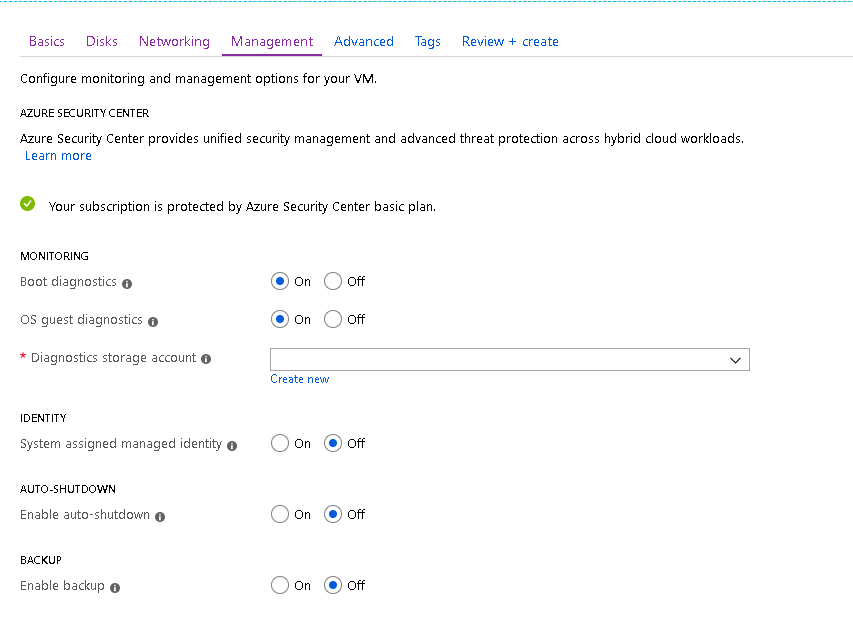 Basics Disks Networking Management Advanced Tags Review + create
Configure monitoring and management options for your VM.
AZURE SECURITY CENTER
Azure Security Center provides unified security management and advanced threat protection across hybrid cloud workloads.
Learn more
Your subscription is protected by Azure Security Center basic plan.
MONITORING
Boot diagnostics On Off
OS guest diagnostics On Off
* Diagnostics storage account
Create new
IDENTITY
System assigned managed identity On Off
AUTO-SHUTDOWN
Enable auto-shutdown On Off
BACKUP
Enable backup On Off